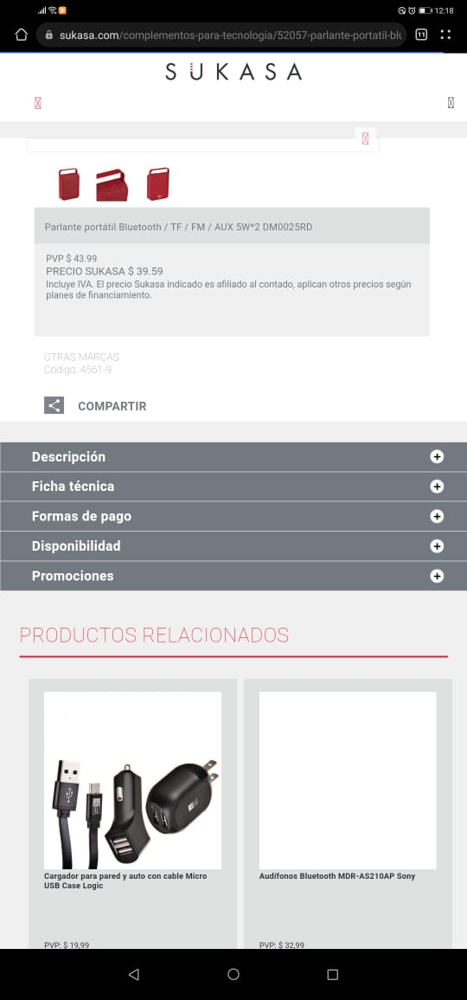 12:18
sukasa.com/complementos-para-tecnologia/52057-parlante-portatil-blu
11
SUKASA
Parlante portátil Bluetooth / TF / FM / AUX 5W*2 DM0025RD
PVP $ 43.99
PRECIO SUKASA $ 39.59
Incluye IVA. El precio Sukasa indicado es afiliado al contado, aplican otros precios según
planes de financiamiento.
OTRAS MARCAS
Código: 4561-9
COMPARTIR
Descripción
Ficha técnica
Formas de pago
Disponibilidad
Promociones
PRODUCTOS RELACIONADOS
Cargador para pared y auto con cable Micro
USB Case Logic
Audífonos Bluetooth MDR-AS210AP Sony
PVP: $ 19,99
PVP: $ 32,99